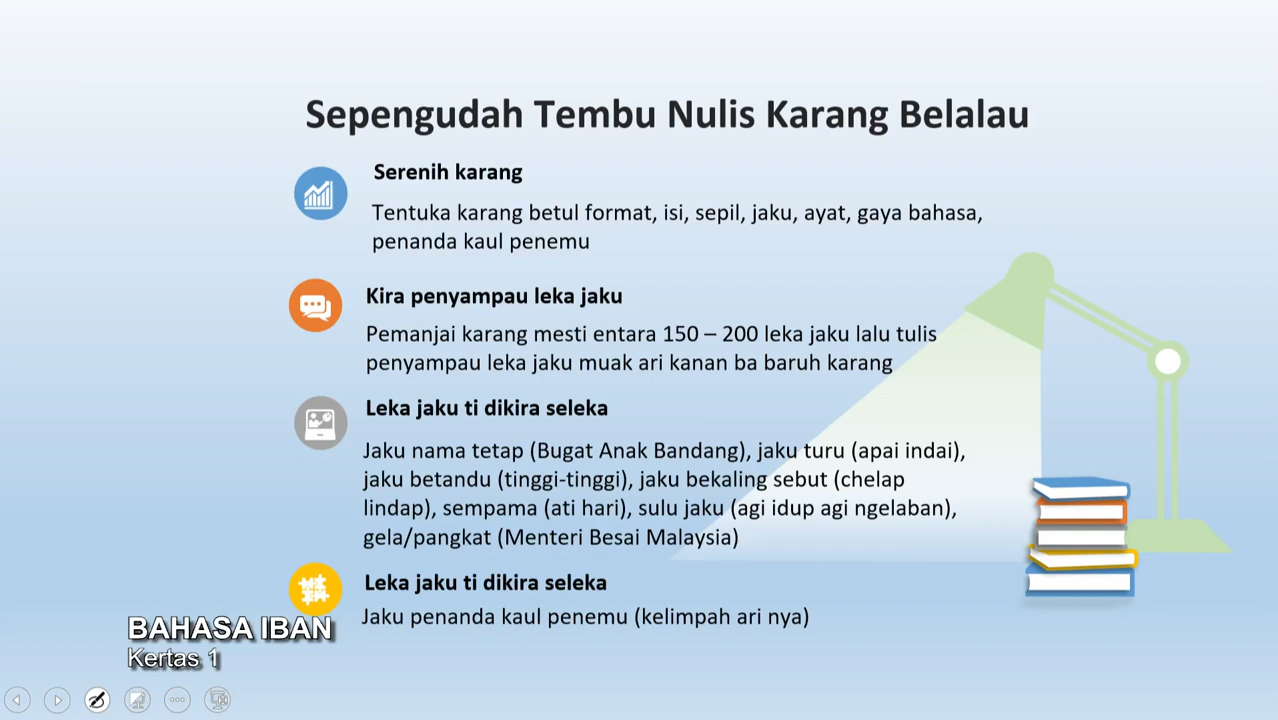 Sepengudah Tembu Nulis Karang Belalau
Serenih karang
Tentuka karang betul format, isi, sepil, jaku, ayat, gaya bahasa,
penanda kaul penemu
Kira penyampau leka jaku
Pemanjai karang mesti entara 150 – 200 leka jaku lalu tulis
penyampau leka jaku muak ari kanan ba baruh karang
Leka jaku ti dikira seleka
Jaku nama tetap (Bugat Anak Bandang), jaku turu (apai indai),
jaku betandu (tinggi-tinggi), jaku bekaling sebut (chelap
lindap), sempama (ati hari), sulu jaku (agi idup agi ngelaban),
gela/pangkat (Menteri Besai Malaysia)
Leka jaku ti dikira seleka
Jaku penanda kaul penemu (kelimpah ari nya)
BAHASA IBAN
Kertas 1